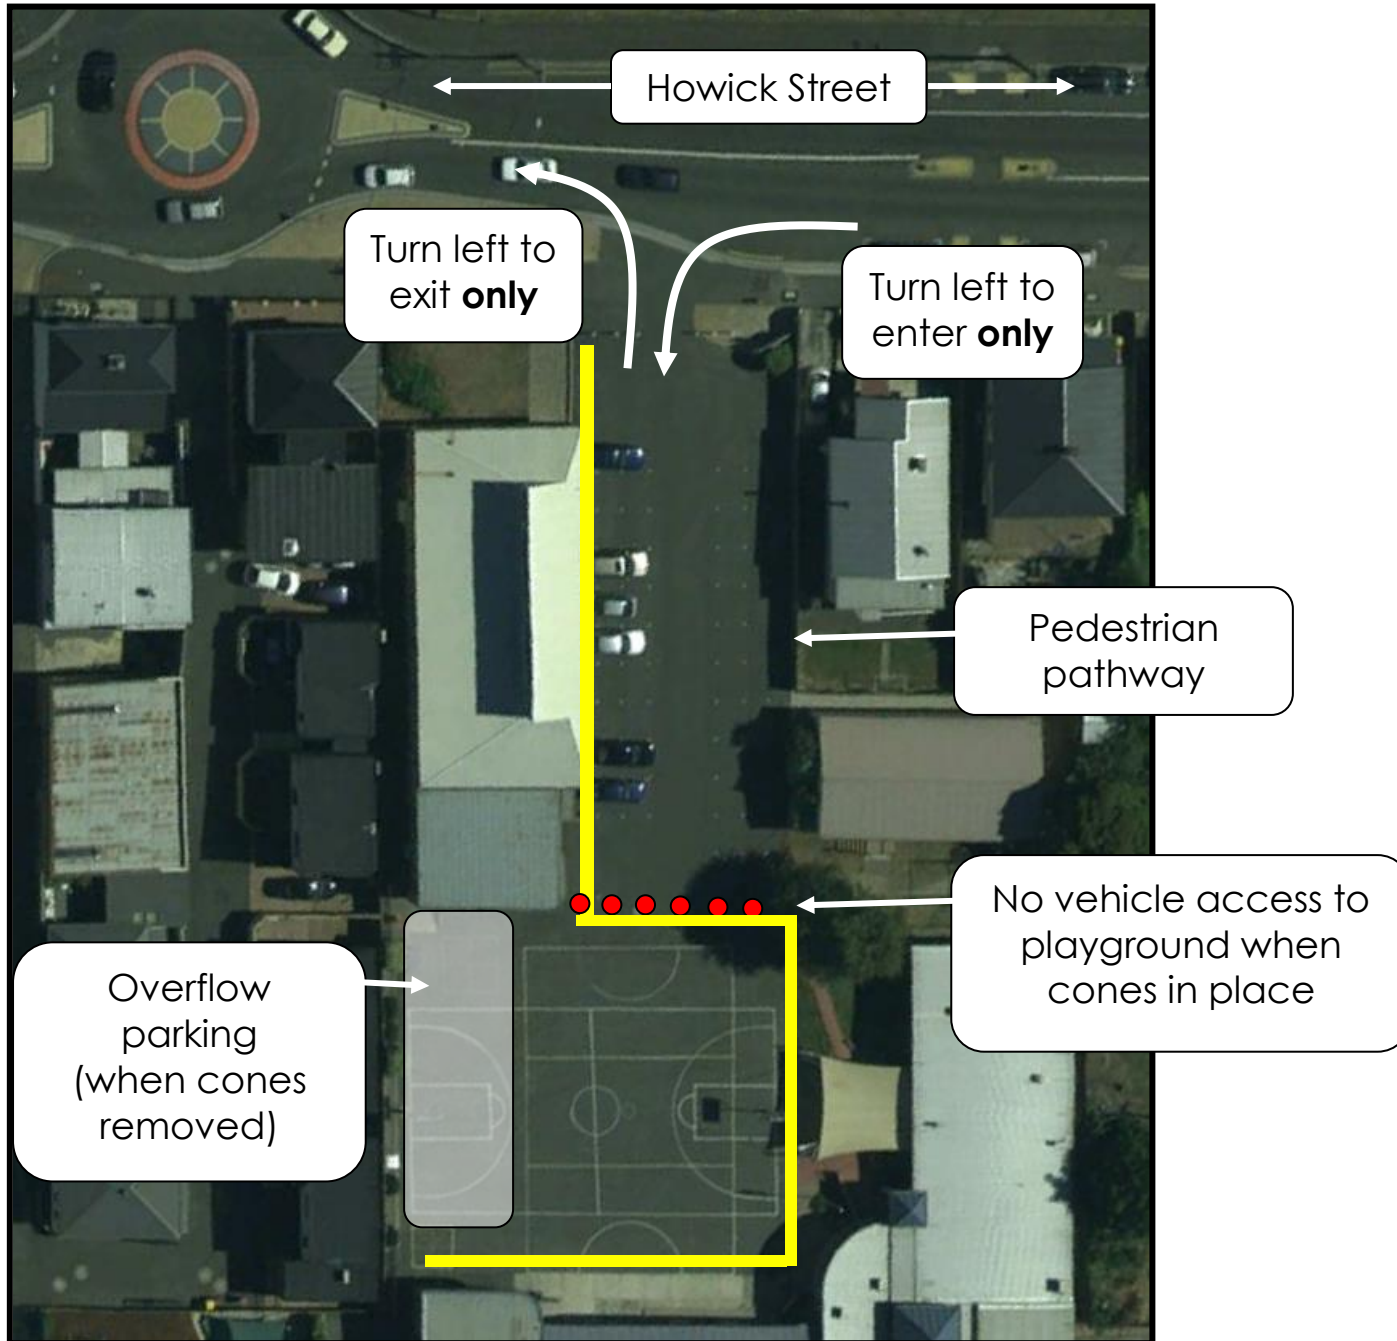 Howick Street
Turn left to
exit only
Turn left to
enter only
Pedestrian
pathway
No vehicle access to
playground when
cones in place
Overflow
parking
(when cones
removed)